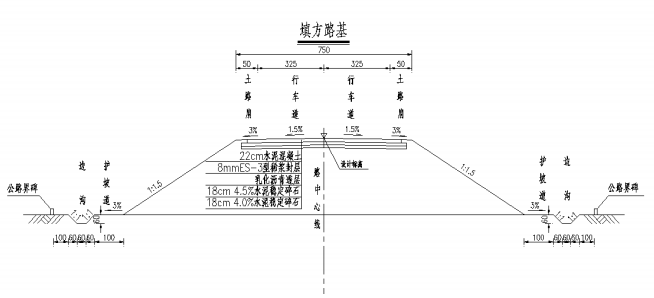 填方路基
750
50 325 325 50
土路肩 行车道 行车道 土路肩
3% 1.5% 1.5% 3%
22cm水泥混凝土
8mmES-3型稀浆封层
乳化沥青透层
18cm 4.5%水泥稳定碎石
18cm 4.0%水泥稳定碎石
设计标高
路中心线
1:1.5 1:1.5
公路界碑 边沟 护坡道 3% 60
护坡道 边沟 公路界碑 3% 60
100 60 60 60 100
100 60 60 60 100